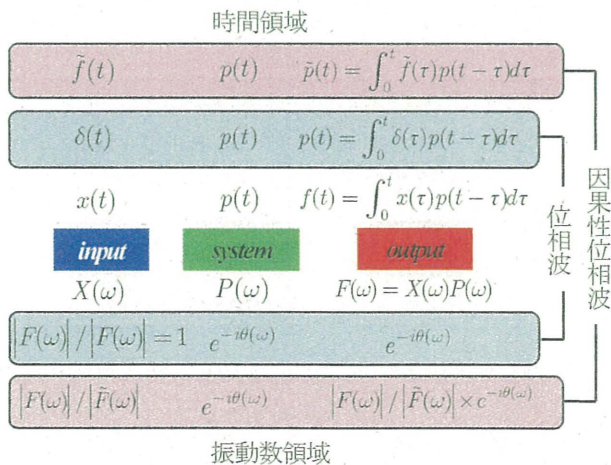 時間領域
f̃(t) p(t) p̃(t) = ∫₀ᵗ f̃(τ)p(t − τ)dτ
δ(t) p(t) p(t) = ∫₀ᵗ δ(τ)p(t − τ)dτ
x(t) p(t) f(t) = ∫₀ᵗ x(τ)p(t − τ)dτ
input system output
X(ω) P(ω) F(ω) = X(ω)P(ω)
|F(ω)|/|F(ω)| = 1 e^{-iθ(ω)} e^{-iθ(ω)}
|F(ω)|/|F̃(ω)| e^{-iθ(ω)} |F(ω)|/|F̃(ω)| × e^{-iθ(ω)}
振動数領域
位相波
因果性位相波